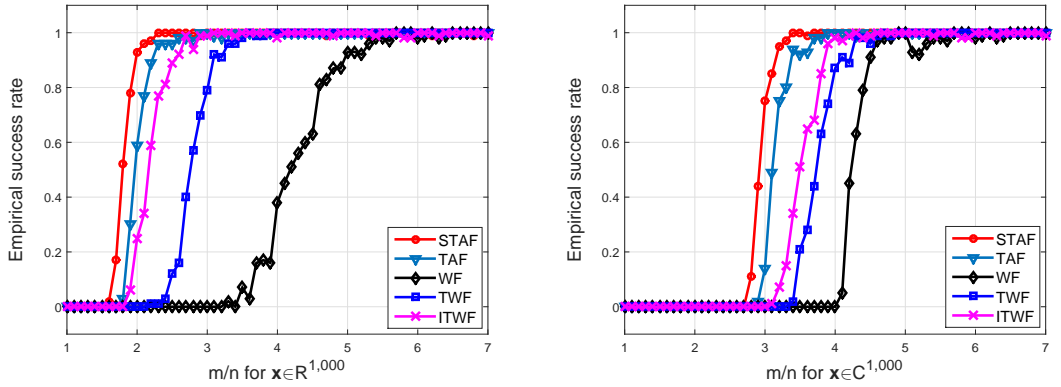 Empirical success rate
1
0.8
0.6
0.4
0.2
0
STAF
TAF
WF
TWF
ITWF
1 2 3 4 5 6 7
m/n for x∈R^1,000
Empirical success rate
1
0.8
0.6
0.4
0.2
0
STAF
TAF
WF
TWF
ITWF
1 2 3 4 5 6 7
m/n for x∈C^1,000